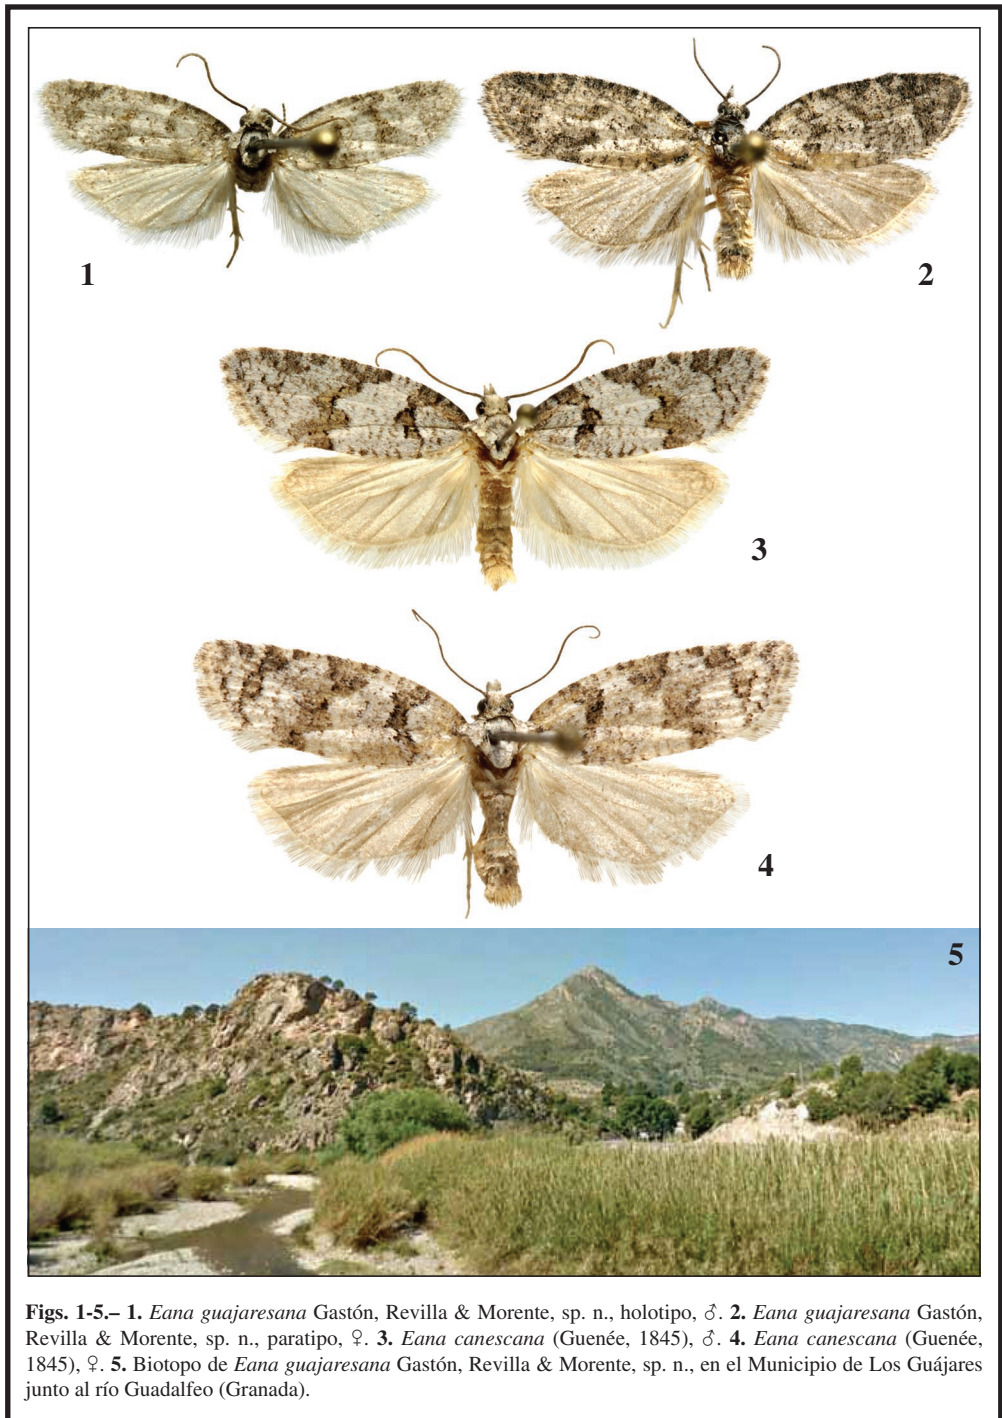 1
2
3
4
5
Figs. 1-5.– 1. Eana guajaresana Gastón, Revilla & Morente, sp. n., holotipo, ♂. 2. Eana guajaresana Gastón,
Revilla & Morente, sp. n., paratipo, ♀. 3. Eana canescana (Guenée, 1845), ♂. 4. Eana canescana (Guenée,
1845), ♀. 5. Biotopo de Eana guajaresana Gastón, Revilla & Morente, sp. n., en el Municipio de Los Guájares
junto al río Guadalfeo (Granada).